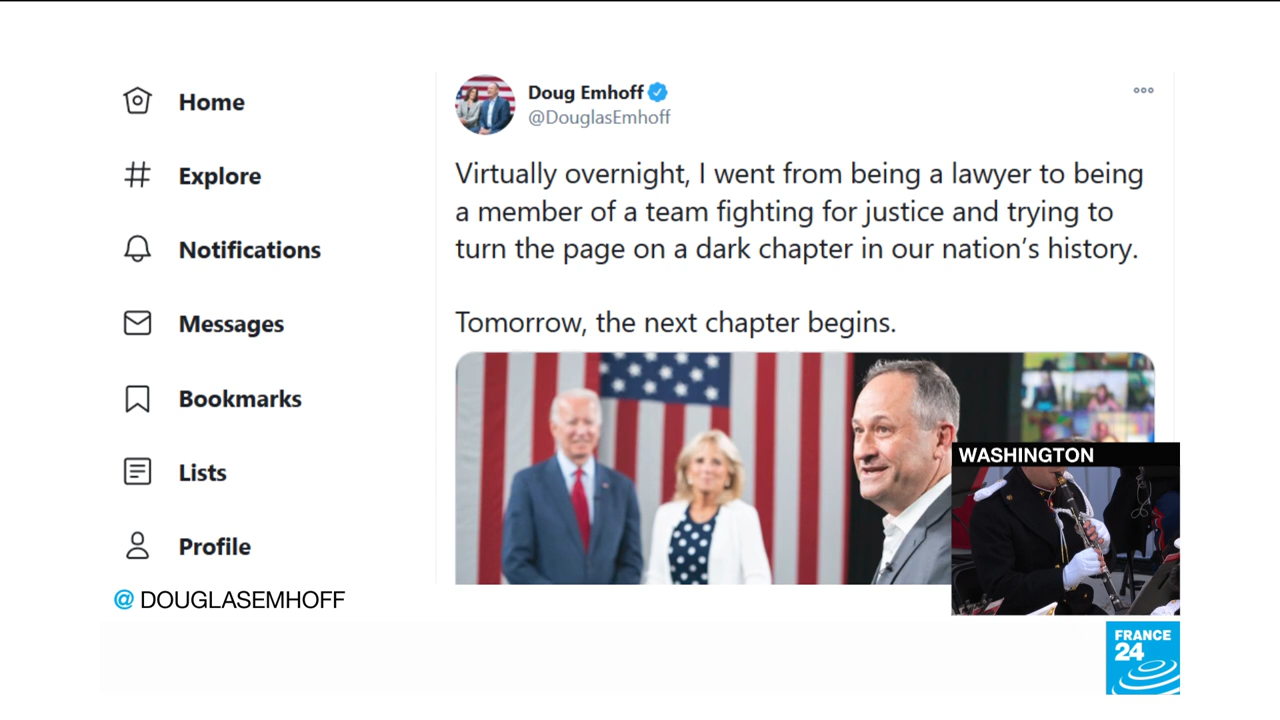 Home
Explore
Notifications
Messages
Bookmarks
Lists
Profile
Doug Emhoff
@DouglasEmhoff
Virtually overnight, I went from being a lawyer to being
a member of a team fighting for justice and trying to
turn the page on a dark chapter in our nation’s history.
Tomorrow, the next chapter begins.
WASHINGTON
@ DOUGLASEMHOFF
FRANCE
24